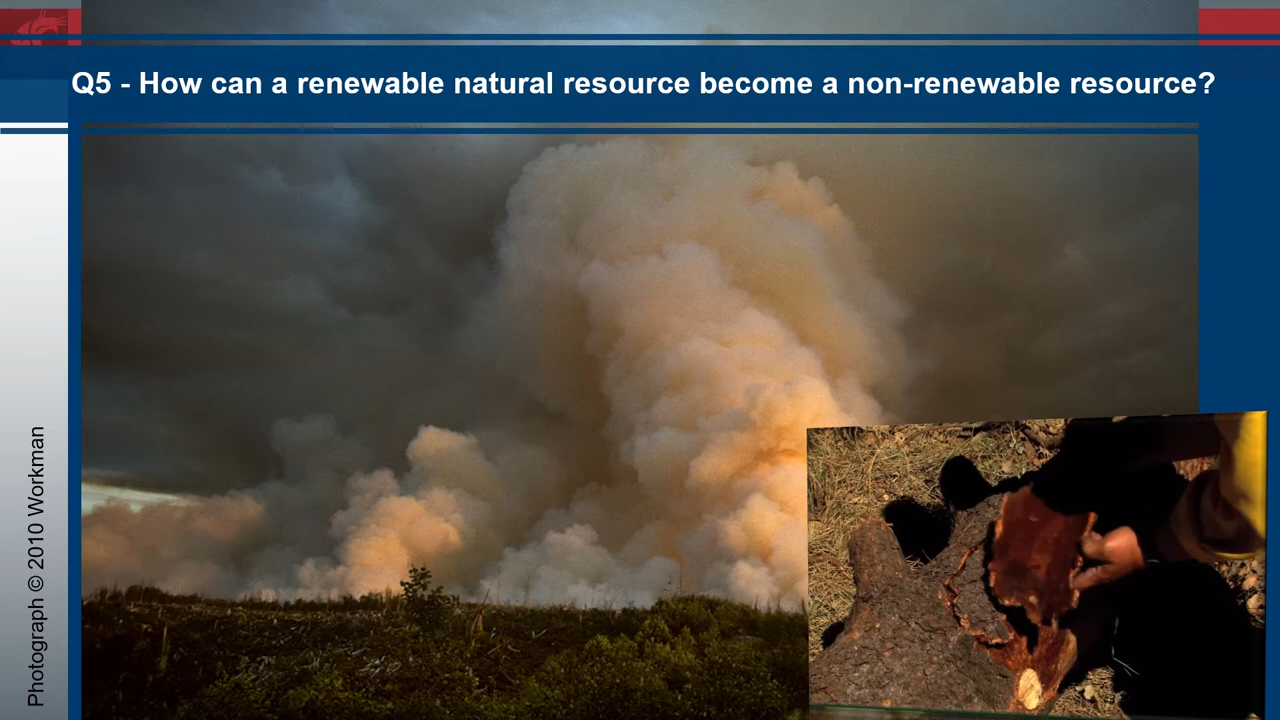 Q5 - How can a renewable natural resource become a non-renewable resource?
Photograph © 2010 Workman